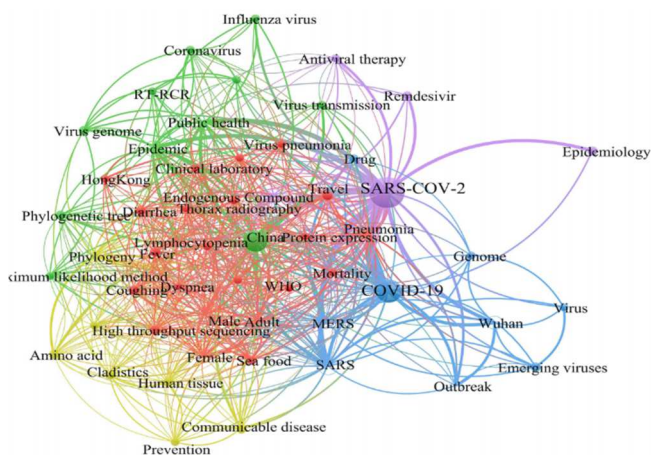 Influenza virus
Coronavirus
Antiviral therapy
RT-RCR
Remdesivir
Virus transmission
Public health
Virus genome
Epidemic
Virus pneumonia
Epidemiology
Drug
Clinical laboratory
HongKong
Travel
SARS-COV-2
Endogenous Compound
Phylogenetic tree
Diarrhea
Thorax radiography
Pneumonia
Lymphocytopenia
China
Protein expression
Phylogeny
Fever
Genome
ximum likelihood method
Mortality
Coughing
Dyspnea
WHO
COVID-19
Virus
High throughput sequencing
Male
Adult
MERS
Wuhan
Amino acid
Female
Sea food
SARS
Emerging viruses
Cladistics
Human tissue
Outbreak
Communicable disease
Prevention